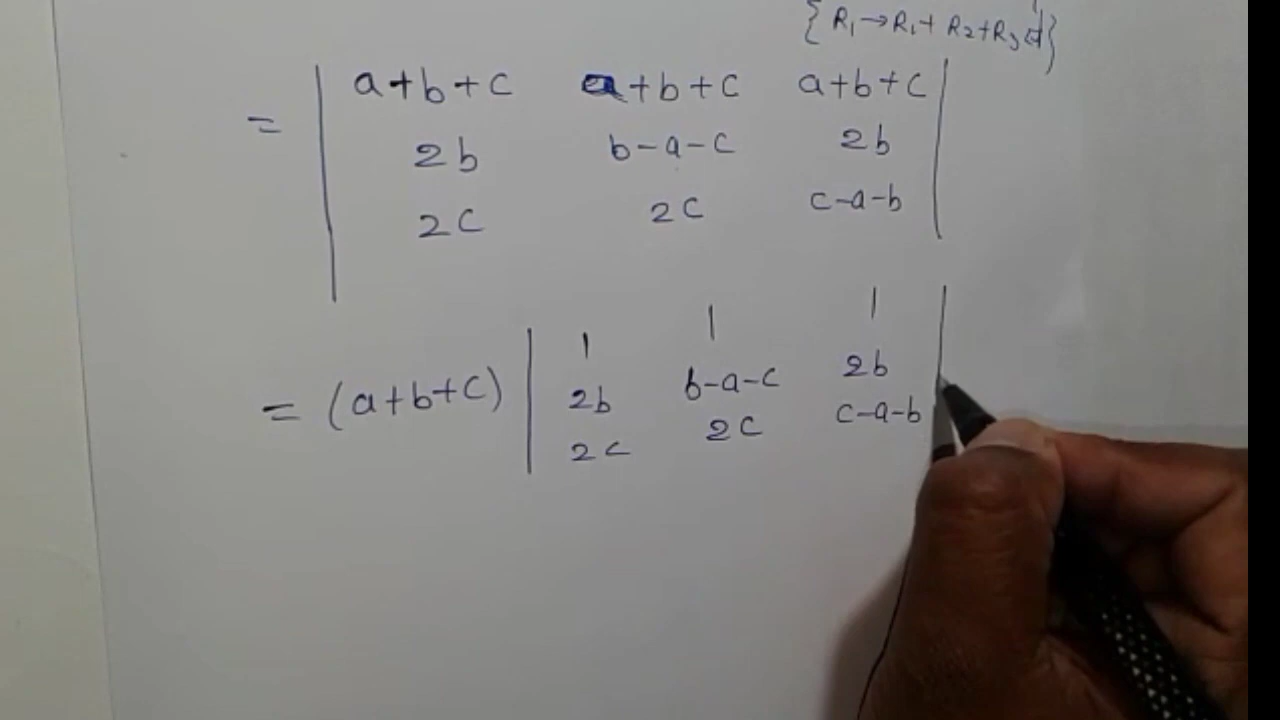 {R₁→R₁+R₂+R₃
= | a+b+c a+b+c a+b+c |
2b b-a-c 2b
2c 2c c-a-b
= (a+b+c) | 1 1 1 |
2b b-a-c 2b
2c 2c c-a-b